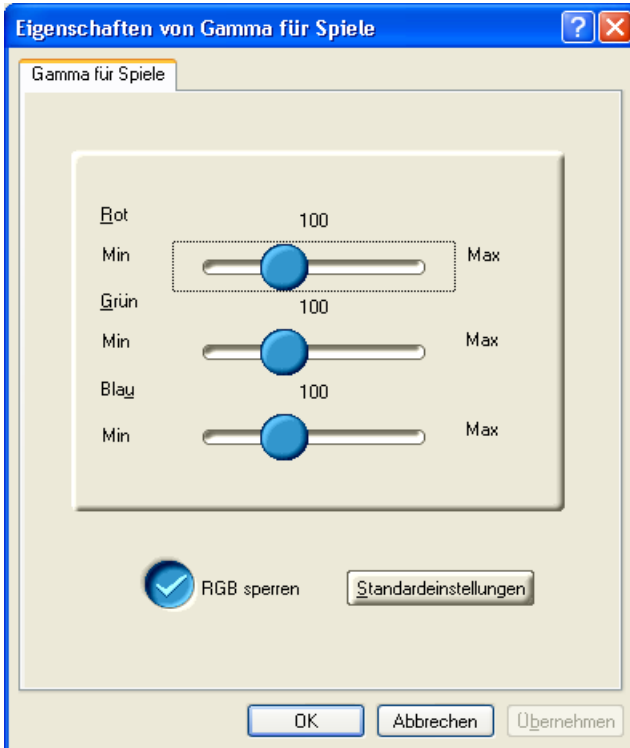 Eigenschaften von Gamma für Spiele
Gamma für Spiele
Rot
100
Min
Max
Grün
100
Min
Max
Blau
100
Min
Max
RGB sperren
Standardeinstellungen
OK
Abbrechen
Übernehmen